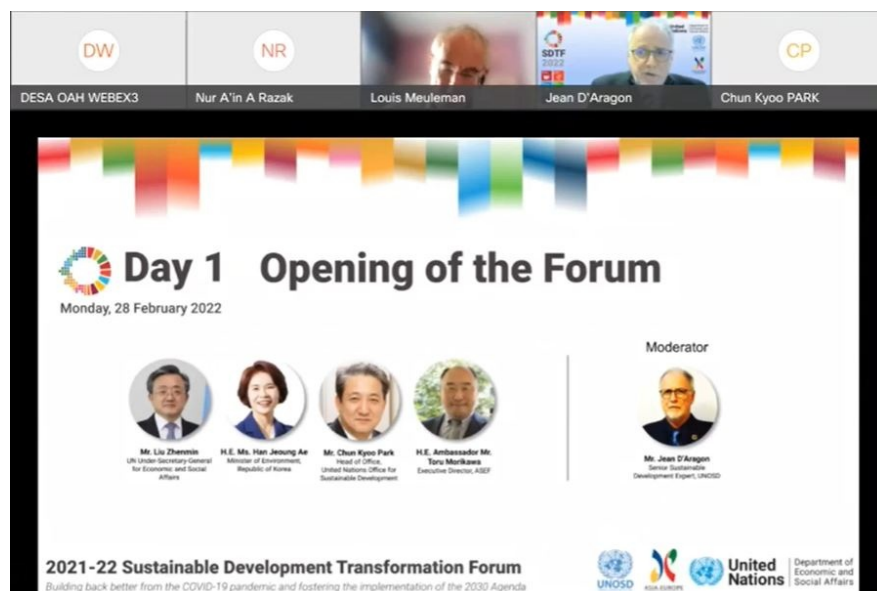 DW
NR
CP
DESA OAH WEBEX3
Nur A'in A Razak
Louis Meuleman
SDTF
2022
United
Nations
Jean D'Aragon
Chun Kyoo PARK
Day 1 Opening of the Forum
Monday, 28 February 2022
Mr. Liu Zhenmin
UN Under-Secretary-General
for Economic and Social
Affairs
H.E. Ms. Han Jeoung Ae
Minister of Environment,
Republic of Korea
Mr. Chun Kyoo Park
Head of Office,
United Nations Office for
Sustainable Development
H.E. Ambassador Mr.
Toru Morikawa
Executive Director, ASEF
Moderator
Mr. Jean D'Aragon
Senior Sustainable
Development Expert, UNOSD
2021-22 Sustainable Development Transformation Forum
Building back better from the COVID-19 pandemic and fostering the implementation of the 2030 Agenda
UNOSD
ASIA-EUROPE
United
Nations
Department of
Economic and
Social Affairs